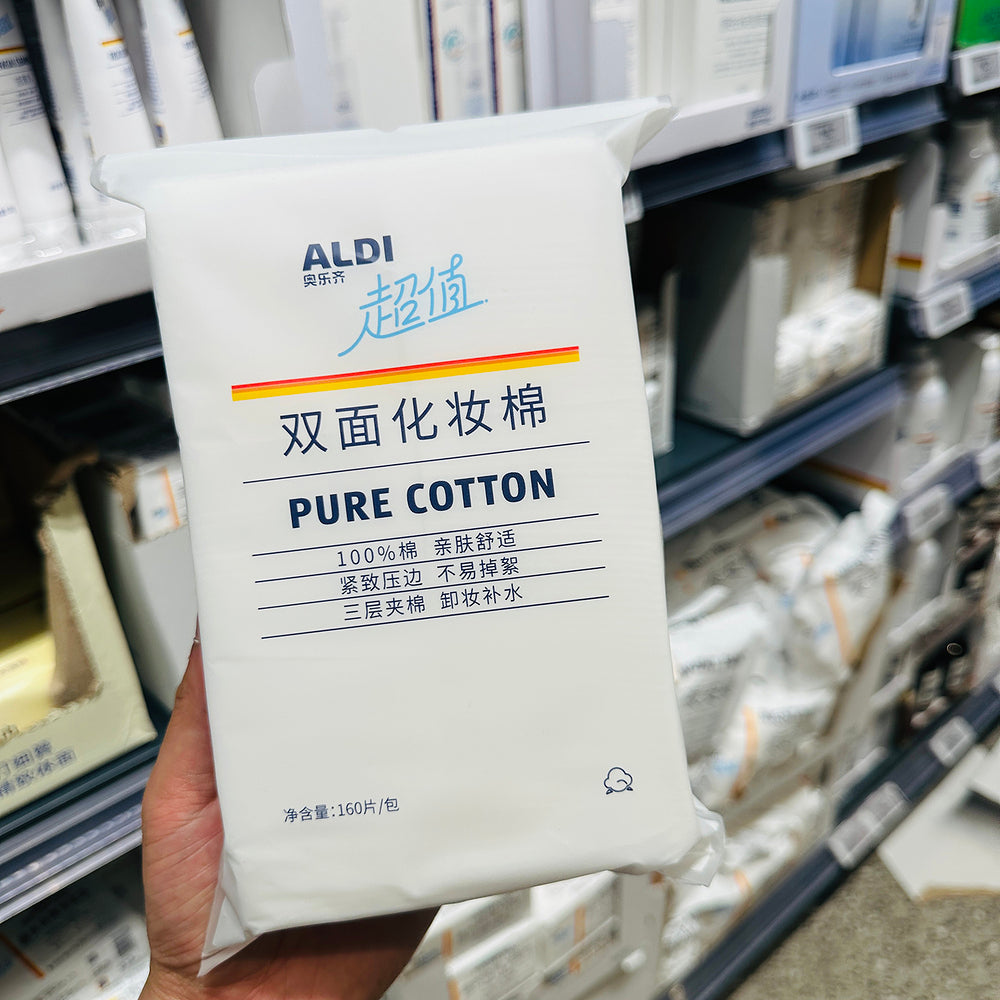 ALDI
奥乐齐
超值
双面化妆棉
PURE COTTON
100%棉 亲肤舒适
紧致压边 不易掉絮
三层夹棉 卸妆补水
净含量:160片/包